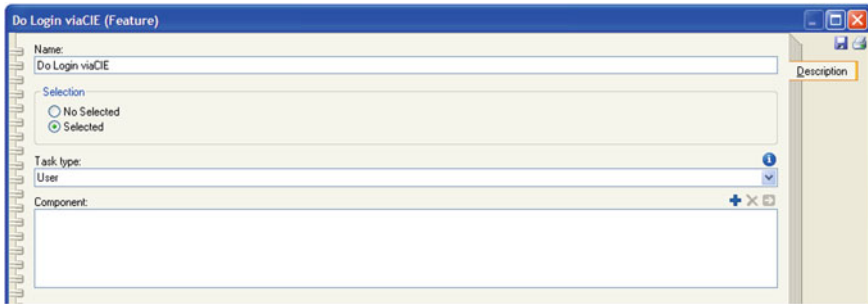 Do Login viaCIE (Feature)
Name:
Do Login viaCIE
Description
Selection
No Selected
Selected
Task type:
User
Component: